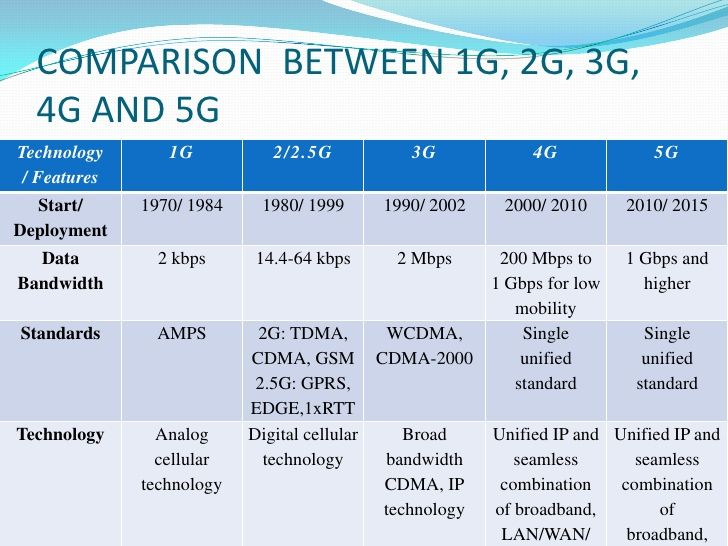 COMPARISON  BETWEEN 1G, 2G, 3G,
4G AND 5G
Technology / Features 1G 2/2.5G 3G 4G 5G
Start/ Deployment 1970/ 1984 1980/ 1999 1990/ 2002 2000/ 2010 2010/ 2015
Data Bandwidth 2 kbps 14.4-64 kbps 2 Mbps 200 Mbps to 1 Gbps for low mobility 1 Gbps and higher
Standards AMPS 2G: TDMA, CDMA, GSM 2.5G: GPRS, EDGE,1xRTT WCDMA, CDMA-2000 Single unified standard Single unified standard
Technology Analog cellular technology Digital cellular technology Broad bandwidth CDMA, IP technology Unified IP and seamless combination of broadband, LAN/WAN/ Unified IP and seamless combination of broadband,